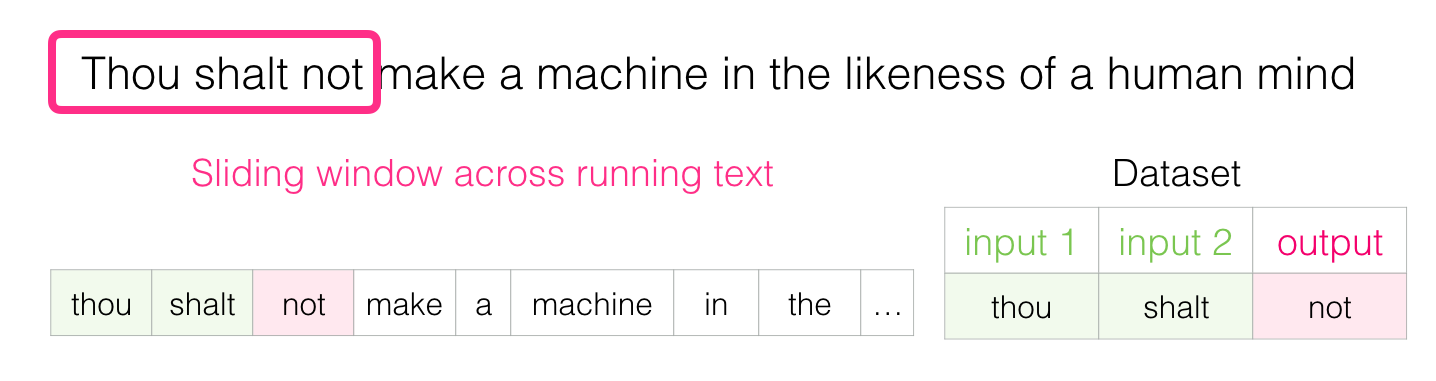 Thou shalt not make a machine in the likeness of a human mind
Sliding window across running text
thou shalt not make a machine in the ...
Dataset
input 1 input 2 output
thou shalt not